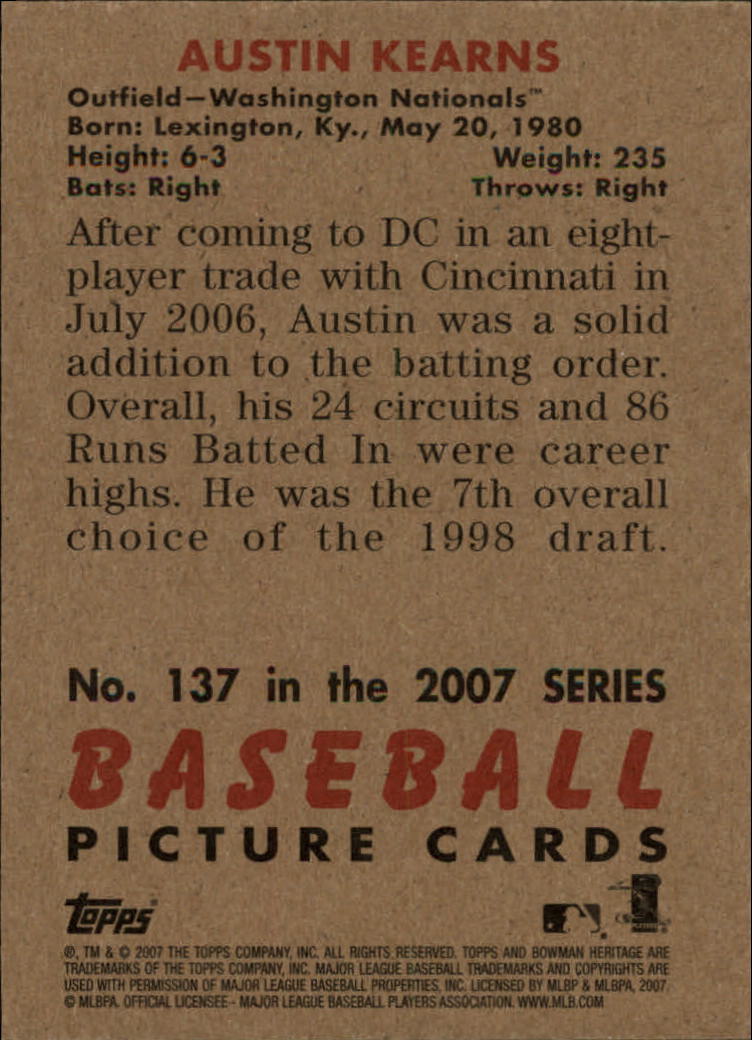 AUSTIN KEARNS
Outfield—Washington Nationals™
Born: Lexington, Ky., May 20, 1980
Height: 6-3 Weight: 235
Bats: Right Throws: Right
After coming to DC in an eight-
player trade with Cincinnati in
July 2006, Austin was a solid
addition to the batting order.
Overall, his 24 circuits and 86
Runs Batted In were career
highs. He was the 7th overall
choice of the 1998 draft.
No. 137 in the 2007 SERIES
BASEBALL
PICTURE CARDS
Topps
®, TM & © 2007 THE TOPPS COMPANY, INC. ALL RIGHTS RESERVED. TOPPS AND BOWMAN HERITAGE ARE
TRADEMARKS OF THE TOPPS COMPANY, INC. MAJOR LEAGUE BASEBALL TRADEMARKS AND COPYRIGHTS ARE
USED WITH PERMISSION OF MAJOR LEAGUE BASEBALL PROPERTIES, INC. LICENSED BY MLBP & MLBPA, 2007
© MLBPA. OFFICIAL LICENSEE - MAJOR LEAGUE BASEBALL PLAYERS ASSOCIATION. WWW.MLB.COM